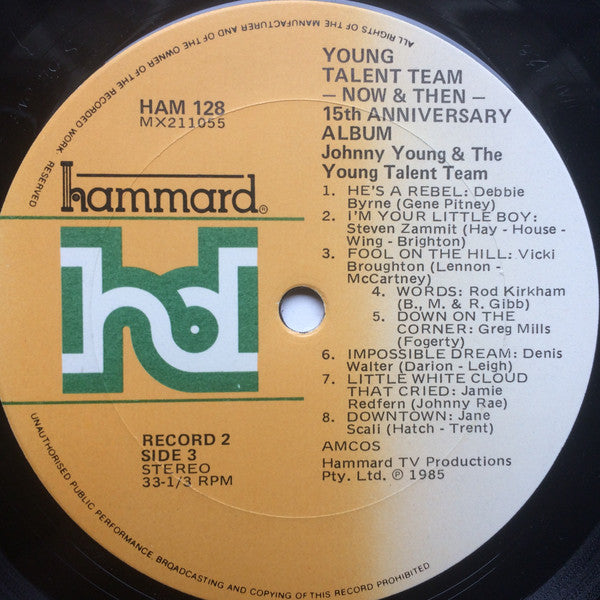 ALL RIGHTS OF THE MANUFACTURER AND OF THE OWNER OF THE RECORDED WORK RESERVED
HAM 128
MX211055
hammard®
hd
RECORD 2
SIDE 3
STEREO
33-1/3 RPM
YOUNG
TALENT TEAM
– NOW & THEN –
15th ANNIVERSARY
ALBUM
Johnny Young & The
Young Talent Team
1. HE'S A REBEL: Debbie
Byrne (Gene Pitney)
2. I'M YOUR LITTLE BOY:
Steven Zammit (Hay - House -
Wing - Brighton)
3. FOOL ON THE HILL: Vicki
Broughton (Lennon -
McCartney)
4. WORDS: Rod Kirkham
(B., M. & R. Gibb)
5. DOWN ON THE
CORNER: Greg Mills
(Fogerty)
6. IMPOSSIBLE DREAM: Denis
Walter (Darion - Leigh)
7. LITTLE WHITE CLOUD
THAT CRIED: Jamie
Redfern (Johnny Rae)
8. DOWNTOWN: Jane
Scali (Hatch - Trent)
AMCOS
Hammard TV Productions
Pty. Ltd. ℗ 1985
UNAUTHORISED PUBLIC PERFORMANCE BROADCASTING AND COPYING OF THIS RECORD PROHIBITED